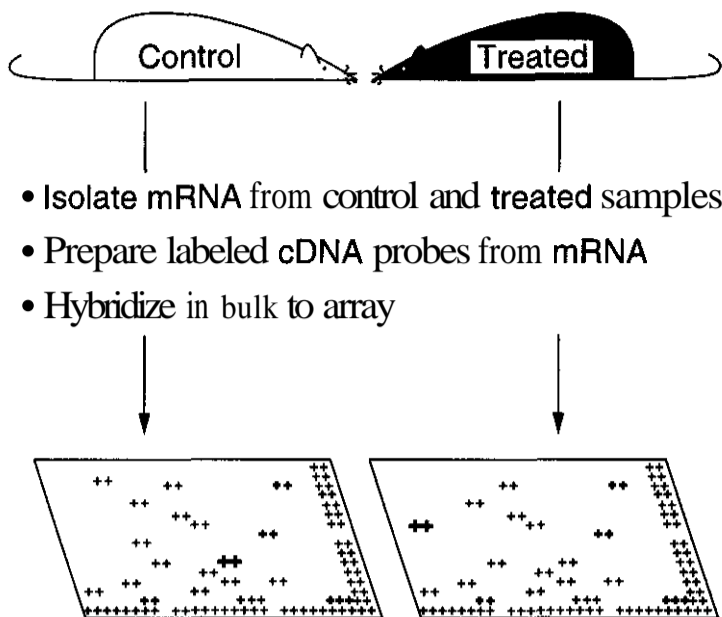 Control
Treated
• Isolate mRNA from control and treated samples
• Prepare labeled cDNA probes from mRNA
• Hybridize in bulk to array